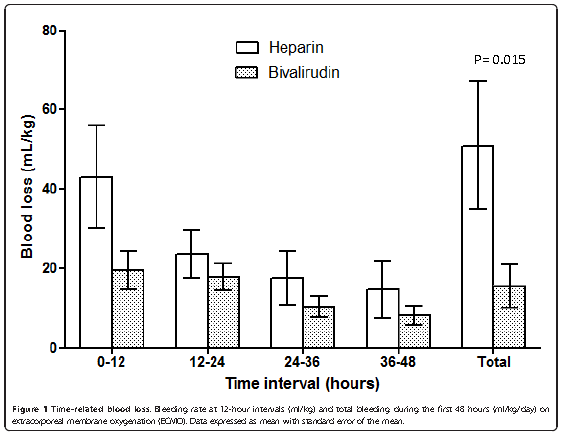 80
Heparin
Bivalirudin
P= 0.015
60
40
20
0
Blood loss (mL/kg)
0-12 12-24 24-36 36-48 Total
Time interval (hours)
Figure 1 Time-related blood loss. Bleeding rate at 12-hour intervals (ml/kg) and total bleeding during the first 48 hours (ml/kg/day) on
extracorporeal membrane oxygenation (ECMO). Data expressed as mean with standard error of the mean.